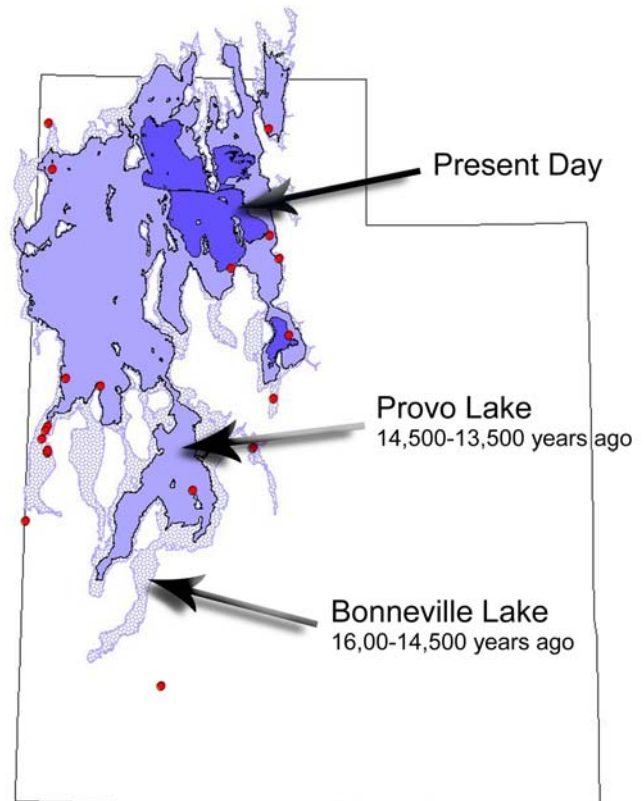 Present Day
Provo Lake
14,500-13,500 years ago
Bonneville Lake
16,00-14,500 years ago